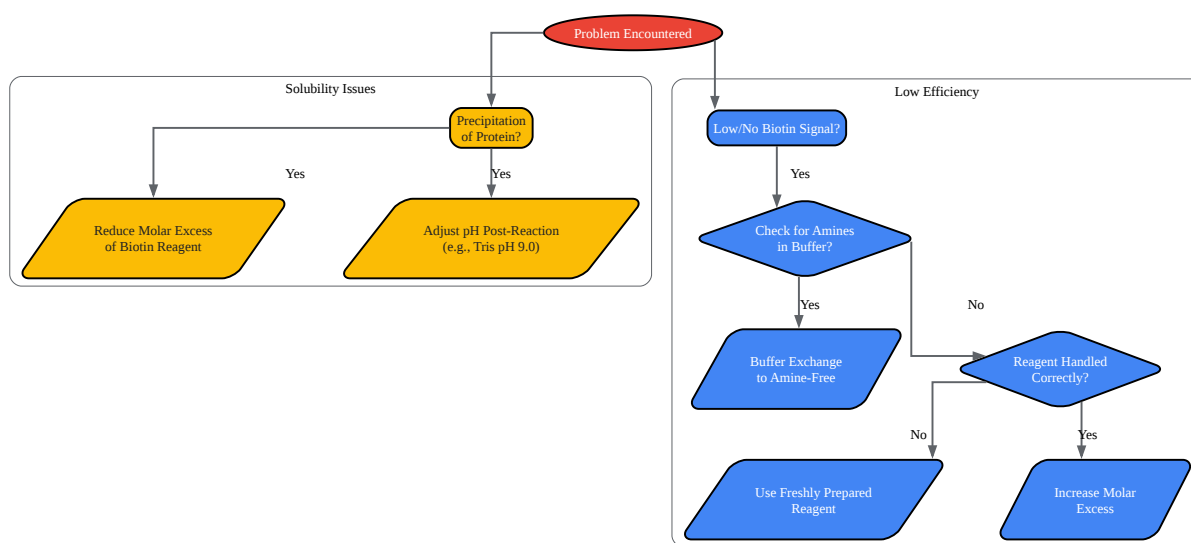 Problem Encountered
Solubility Issues
Precipitation
of Protein?
Yes
Yes
Reduce Molar Excess
of Biotin Reagent
Adjust pH Post-Reaction
(e.g., Tris pH 9.0)
Low Efficiency
Low/No Biotin Signal?
Yes
Check for Amines
in Buffer?
Yes
No
Buffer Exchange
to Amine-Free
Reagent Handled
Correctly?
No
Yes
Use Freshly Prepared
Reagent
Increase Molar
Excess